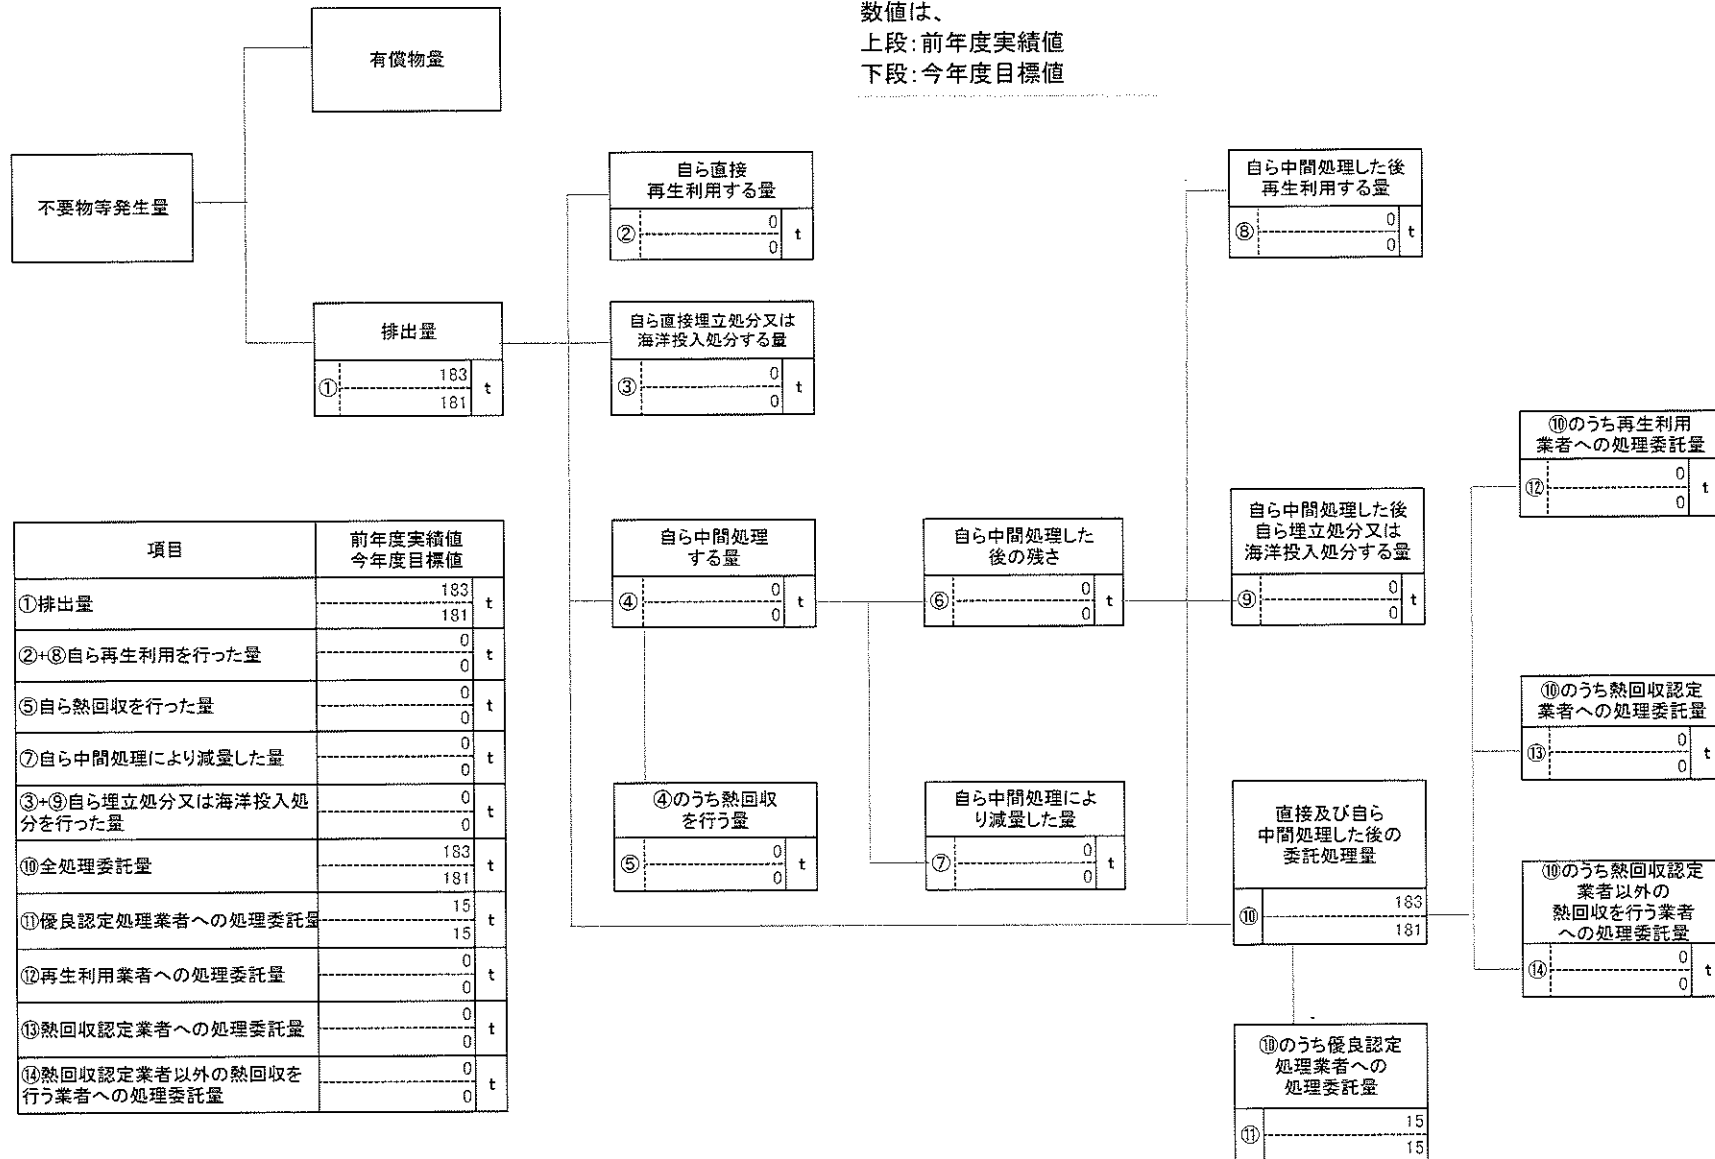 数値は、
上段：前年度実績値
下段：今年度目標値
有償物量
不要物等発生量
排出量
① 183 t
181
自ら直接
再生利用する量
② 0 t
0
自ら直接埋立処分又は
海洋投入処分する量
③ 0 t
0
自ら中間処理
する量
④ 0 t
0
④のうち熱回収
を行う量
⑤ 0 t
0
自ら中間処理した
後の残さ
⑥ 0 t
0
自ら中間処理によ
り減量した量
⑦ 0 t
0
自ら中間処理した後
再生利用する量
⑧ 0 t
0
自ら中間処理した後
自ら埋立処分又は
海洋投入処分する量
⑨ 0 t
0
直接及び自ら
中間処理した後の
委託処理量
⑩ 183
181
⑩のうち優良認定
処理業者への
処理委託量
⑪ 15
15
⑩のうち再生利用
業者への処理委託量
⑫ 0 t
0
⑩のうち熱回収認定
業者への処理委託量
⑬ 0 t
0
⑩のうち熱回収認定
業者以外の
熱回収を行う業者
への処理委託量
⑭ 0 t
0
項目 前年度実績値
今年度目標値
①排出量 183 t
181
②+⑧自ら再生利用を行った量 0 t
0
⑤自ら熱回収を行った量 0 t
0
⑦自ら中間処理により減量した量 0 t
0
③+⑨自ら埋立処分又は海洋投入処 0 t
分を行った量 0
⑩全処理委託量 183 t
181
⑪優良認定処理業者への処理委託量 15 t
15
⑫再生利用業者への処理委託量 0 t
0
⑬熱回収認定業者への処理委託量 0 t
0
⑭熱回収認定業者以外の熱回収を 0 t
行う業者への処理委託量 0